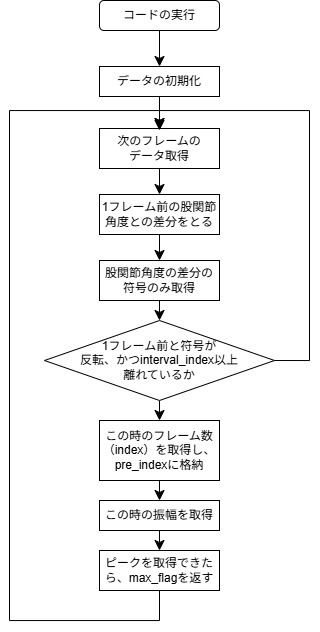 コードの実行
データの初期化
次のフレームの
データ取得
1フレーム前の股関節
角度との差分をとる
股関節角度の差分の
符号のみ取得
1フレーム前と符号が
反転、かつinterval_index以上
離れているか
この時のフレーム数
（index）を取得し、
pre_indexに格納
この時の振幅を取得
ピークを取得できた
ら、max_flagを返す